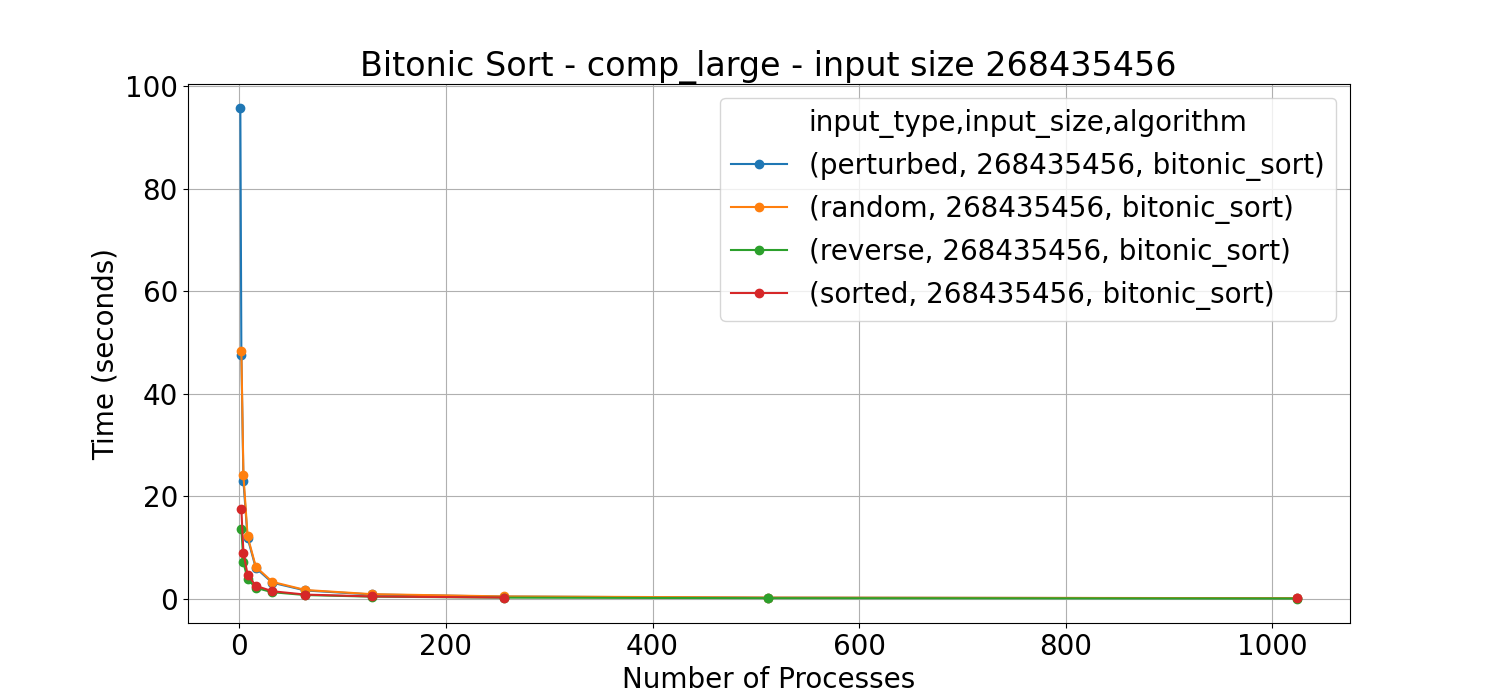 Bitonic Sort - comp_large - input size 268435456
100
80
60
40
20
0
Time (seconds)
input_type,input_size,algorithm
(perturbed, 268435456, bitonic_sort)
(random, 268435456, bitonic_sort)
(reverse, 268435456, bitonic_sort)
(sorted, 268435456, bitonic_sort)
0 200 400 600 800 1000
Number of Processes